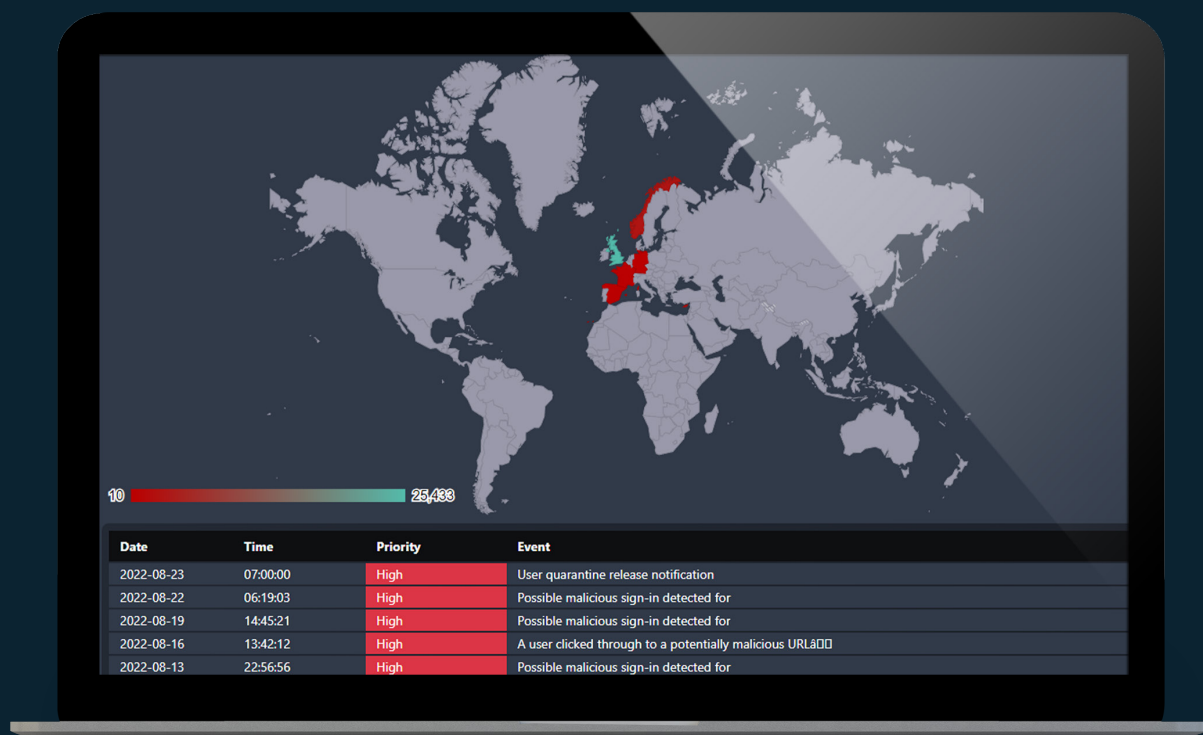 10 25,433
Date Time Priority Event
2022-08-23 07:00:00 High User quarantine release notification
2022-08-22 06:19:03 High Possible malicious sign-in detected for
2022-08-19 14:45:21 High Possible malicious sign-in detected for
2022-08-16 13:42:12 High A user clicked through to a potentially malicious URLâ
2022-08-13 22:56:56 High Possible malicious sign-in detected for